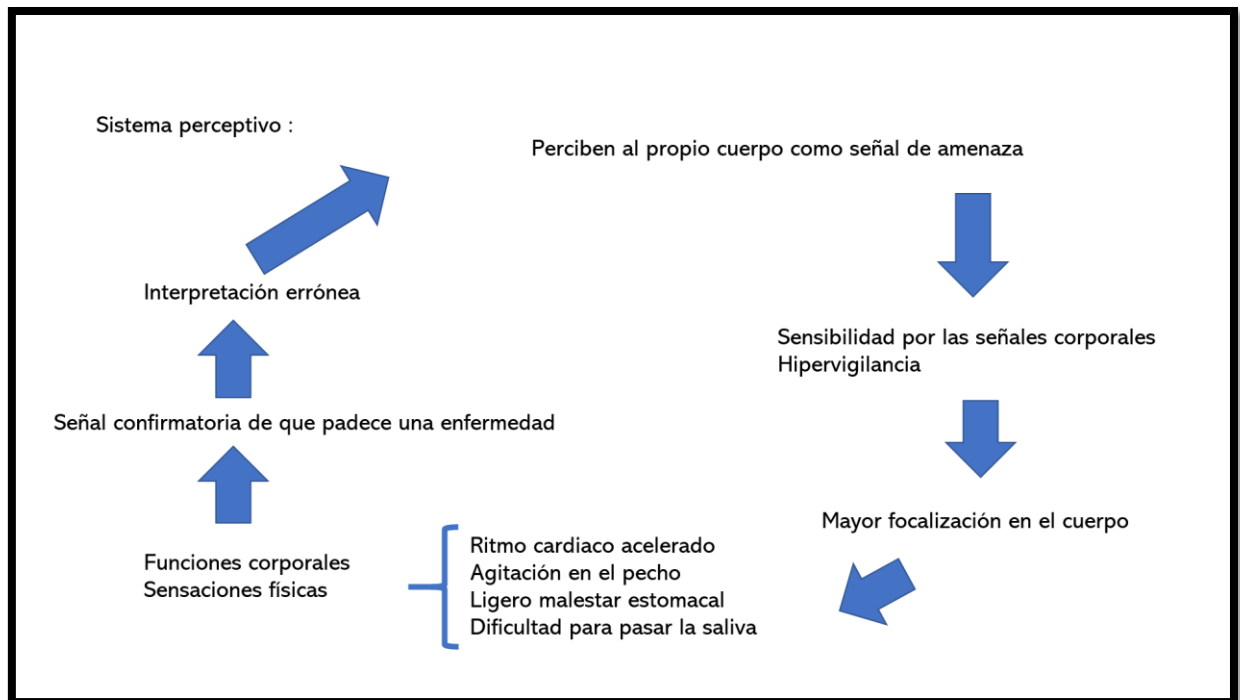 Sistema perceptivo :
Perciben al propio cuerpo como señal de amenaza
Sensibilidad por las señales corporales
Hipervigilancia
Mayor focalización en el cuerpo
Ritmo cardiaco acelerado
Agitación en el pecho
Ligero malestar estomacal
Dificultad para pasar la saliva
Funciones corporales
Sensaciones físicas
Señal confirmatoria de que padece una enfermedad
Interpretación errónea